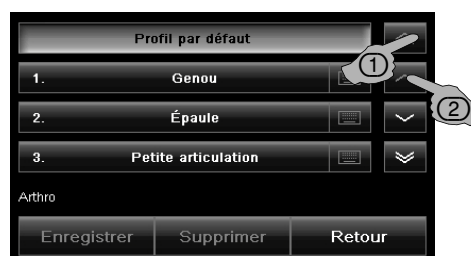 Profil par défaut
1. Genou
2. Épaule
3. Petite articulation
Arthro
Enregistrer Supprimer Retour
1
2